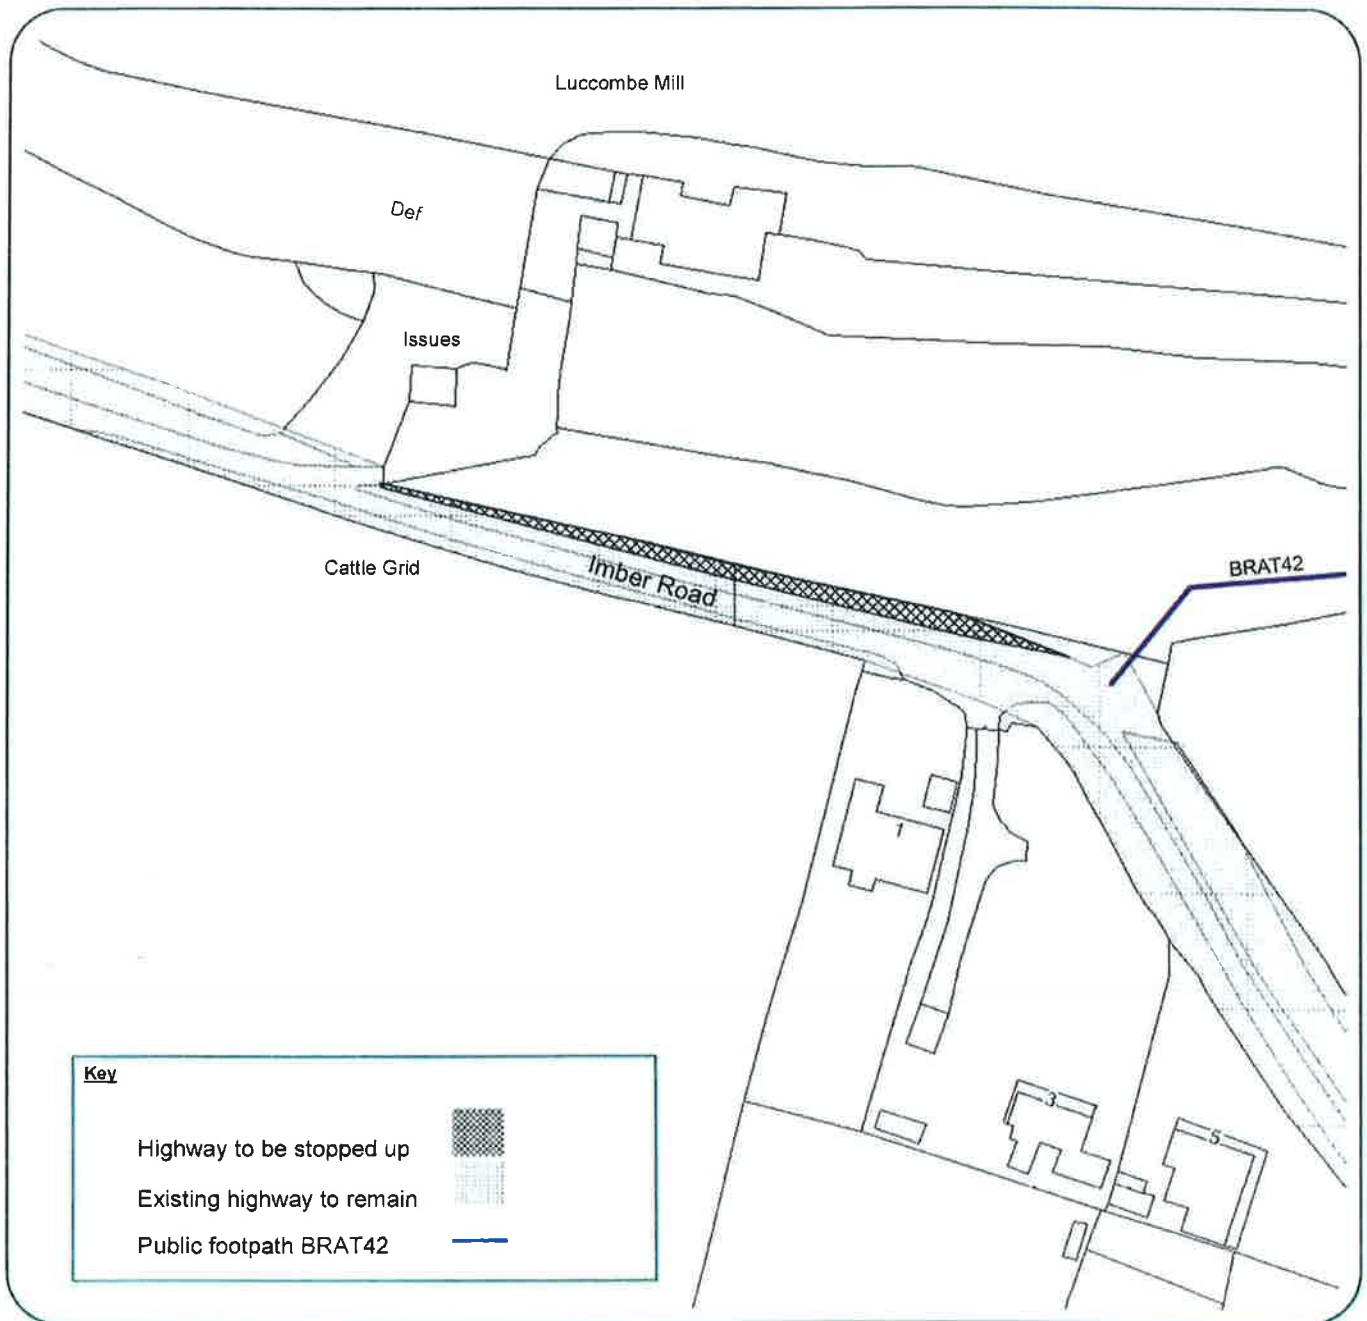 Luccombe Mill
Def
Issues
Cattle Grid
Imber Road
BRAT42
1
3
5
Key
Highway to be stopped up
Existing highway to remain
Public footpath BRAT42